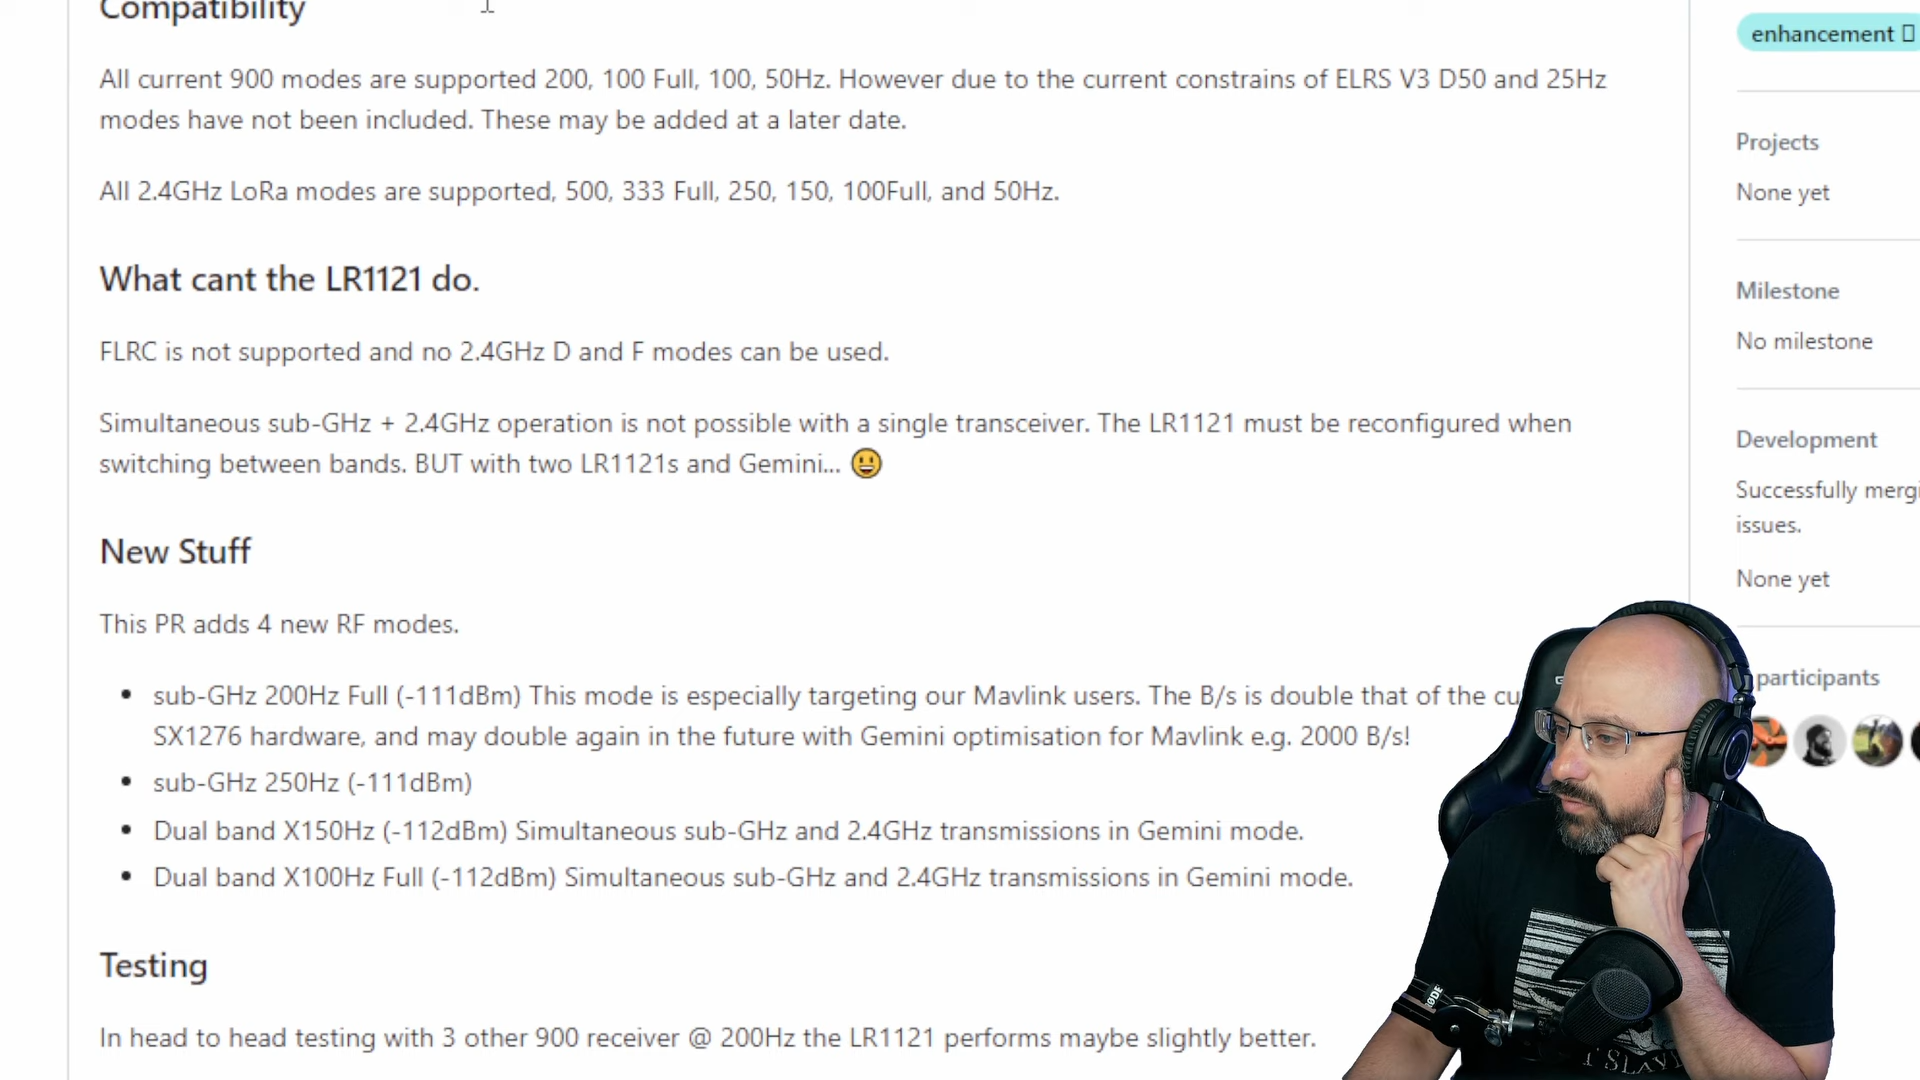 Compatibility
All current 900 modes are supported 200, 100 Full, 100, 50Hz. However due to the current constrains of ELRS V3 D50 and 25Hz
modes have not been included. These may be added at a later date.
All 2.4GHz LoRa modes are supported, 500, 333 Full, 250, 150, 100Full, and 50Hz.
What cant the LR1121 do.
FLRC is not supported and no 2.4GHz D and F modes can be used.
Simultaneous sub-GHz + 2.4GHz operation is not possible with a single transceiver. The LR1121 must be reconfigured when
switching between bands. BUT with two LR1121s and Gemini... 😀
New Stuff
This PR adds 4 new RF modes.
• sub-GHz 200Hz Full (-111dBm) This mode is especially targeting our Mavlink users. The B/s is double that of the cu
SX1276 hardware, and may double again in the future with Gemini optimisation for Mavlink e.g. 2000 B/s!
• sub-GHz 250Hz (-111dBm)
• Dual band X150Hz (-112dBm) Simultaneous sub-GHz and 2.4GHz transmissions in Gemini mode.
• Dual band X100Hz Full (-112dBm) Simultaneous sub-GHz and 2.4GHz transmissions in Gemini mode.
Testing
In head to head testing with 3 other 900 receiver @ 200Hz the LR1121 performs maybe slightly better.
enhancement
Projects
None yet
Milestone
No milestone
Development
Successfully mergi
issues.
None yet
participants
RØDE